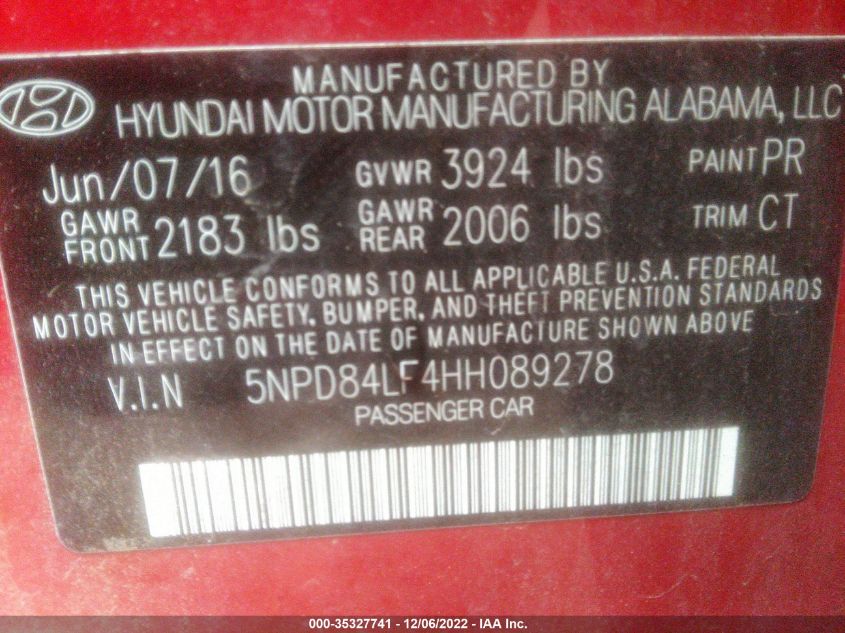 MANUFACTURED BY
HYUNDAI MOTOR MANUFACTURING ALABAMA, LLC
Jun/07/16 GVWR 3924 lbs PAINT PR
GAWR FRONT 2183 lbs GAWR REAR 2006 lbs TRIM CT
THIS VEHICLE CONFORMS TO ALL APPLICABLE U.S.A. FEDERAL
MOTOR VEHICLE SAFETY, BUMPER, AND THEFT PREVENTION STANDARDS
IN EFFECT ON THE DATE OF MANUFACTURE SHOWN ABOVE
V.I.N 5NPD84LF4HH089278
PASSENGER CAR
000-35327741 - 12/06/2022 - IAA Inc.